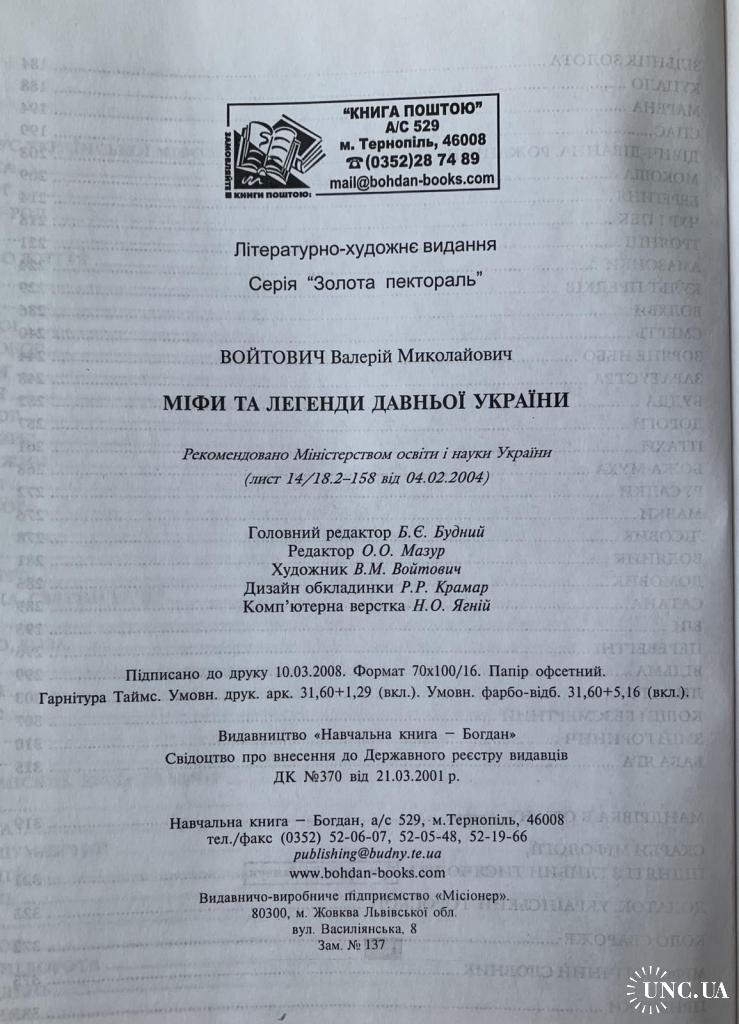 "КНИГА ПОШТОЮ"
А/С 529
м. Тернопіль, 46008
☎(0352)28 74 89
mail@bohdan-books.com
ЗАМОВЛЯЙТЕ
КНИГИ ПОШТОЮ:
Літературно-художнє видання
Серія "Золота пектораль"
ВОЙТОВИЧ Валерій Миколайович
МІФИ ТА ЛЕГЕНДИ ДАВНЬОЇ УКРАЇНИ
Рекомендовано Міністерством освіти і науки України
(лист 14/18.2–158 від 04.02.2004)
Головний редактор Б.Є. Будний
Редактор О.О. Мазур
Художник В.М. Войтович
Дизайн обкладинки Р.Р. Крамар
Комп'ютерна верстка Н.О. Ягній
Підписано до друку 10.03.2008. Формат 70х100/16. Папір офсетний.
Гарнітура Таймс. Умовн. друк. арк. 31,60+1,29 (вкл.). Умовн. фарбо-відб. 31,60+5,16 (вкл.).
Видавництво «Навчальна книга – Богдан»
Свідоцтво про внесення до Державного реєстру видавців
ДК №370 від 21.03.2001 р.
Навчальна книга – Богдан, а/с 529, м.Тернопіль, 46008
тел./факс (0352) 52-06-07, 52-05-48, 52-19-66
publishing@budny.te.ua
www.bohdan-books.com
Видавничо-виробниче підприємство «Місіонер».
80300, м. Жовква Львівської обл.
вул. Василіянська, 8
Зам. № 137
UNC.UA